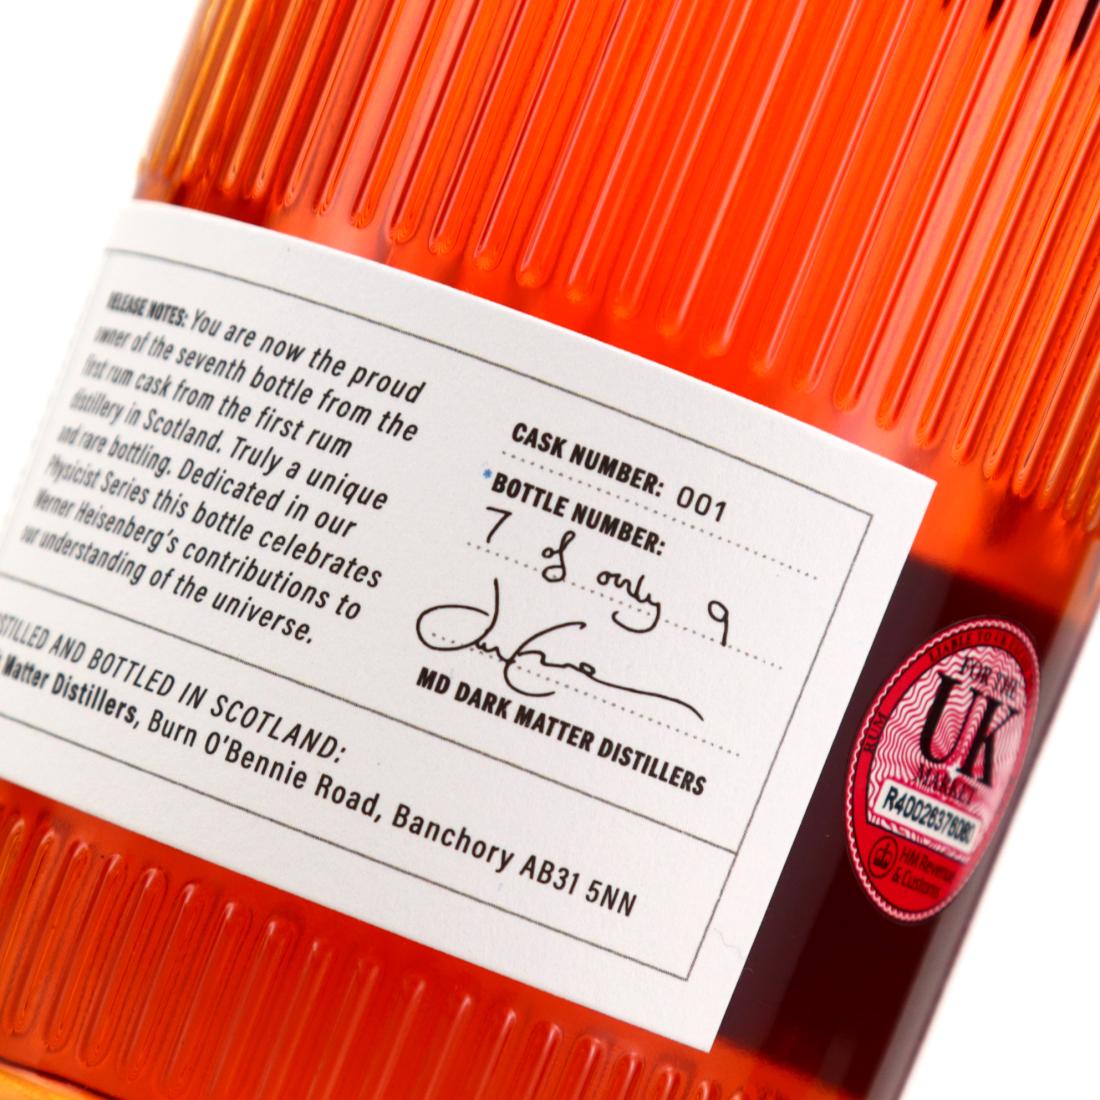 RELEASE NOTES: You are now the proud
owner of the seventh bottle from the
first rum cask from the first rum
distillery in Scotland. Truly a unique
and rare bottling. Dedicated in our
Physicist Series this bottle celebrates
Werner Heisenberg's contributions to
our understanding of the universe.
CASK NUMBER: 001
*BOTTLE NUMBER:
7 of only 9
MD DARK MATTER DISTILLERS
DISTILLED AND BOTTLED IN SCOTLAND:
Matter Distillers, Burn O'Bennie Road, Banchory AB31 5NN
RUM
FOR THE
UK
MARKET
HM Revenue
& Customs